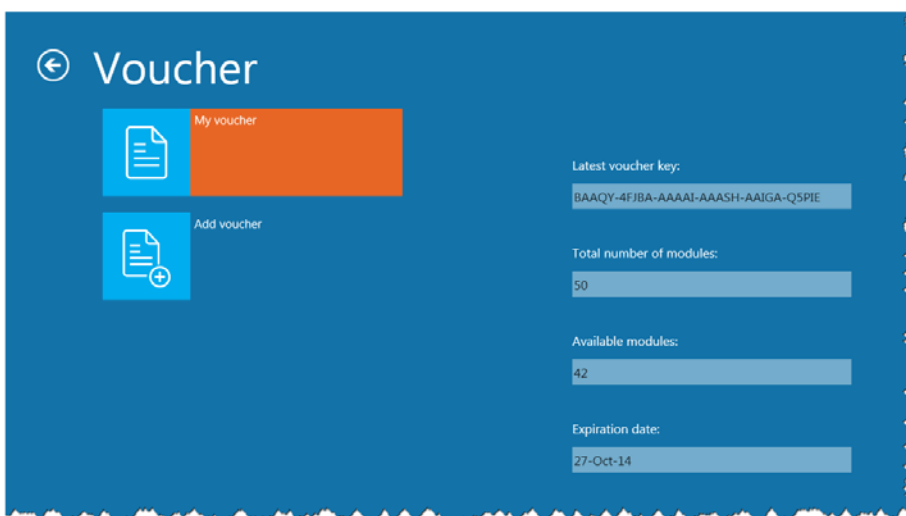 Voucher
My voucher
Add voucher
Latest voucher key:
BAAQY-4FJBA-AAAAI-AAASH-AAIGA-Q5PIE
Total number of modules:
50
Available modules:
42
Expiration date:
27-Oct-14